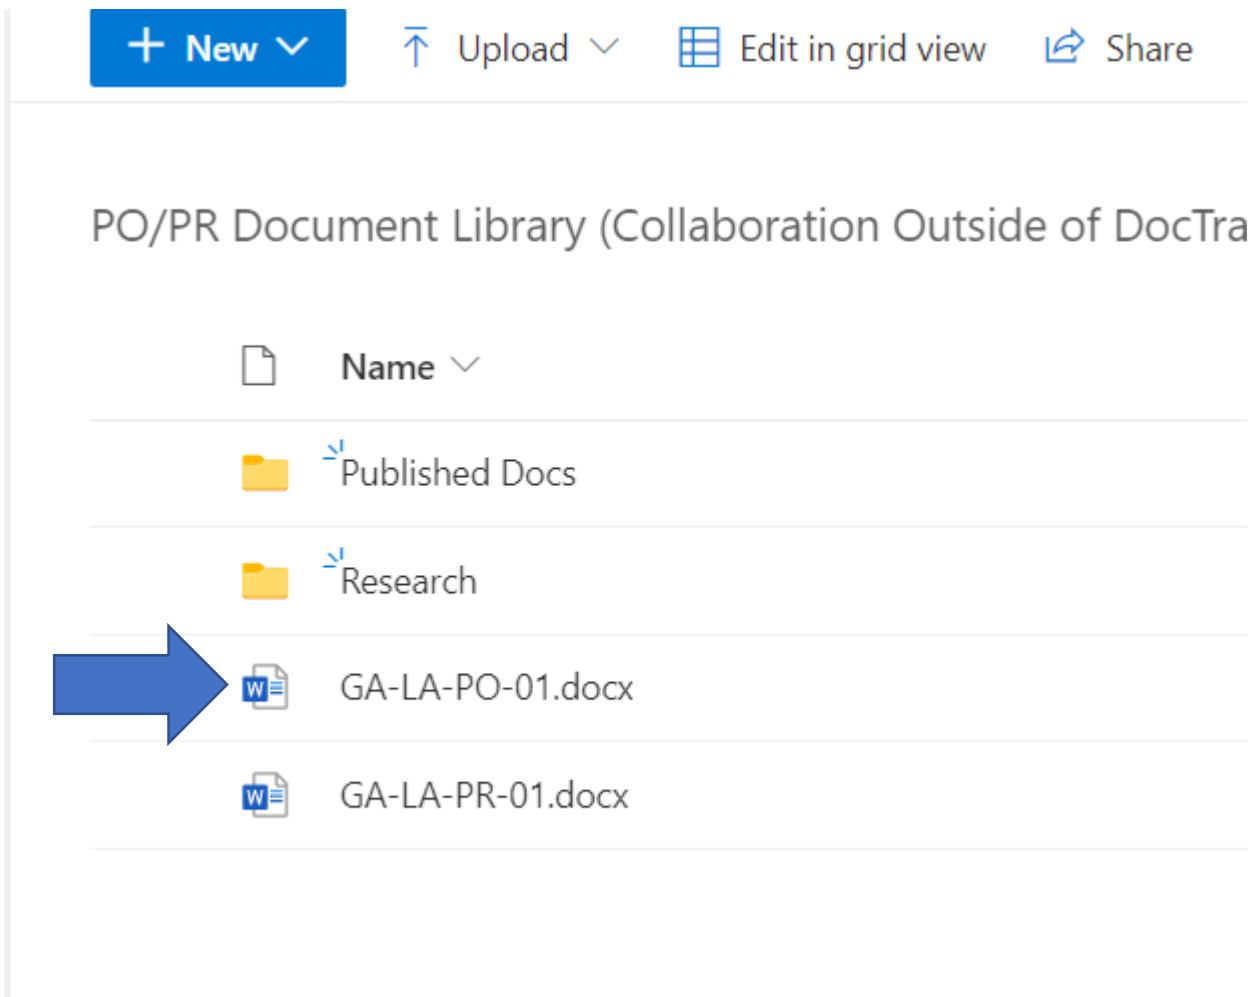 New
Upload
Edit in grid view
Share
PO/PR Document Library (Collaboration Outside of DocTra
Name
Published Docs
Research
W GA-LA-PO-01.docx
W GA-LA-PR-01.docx